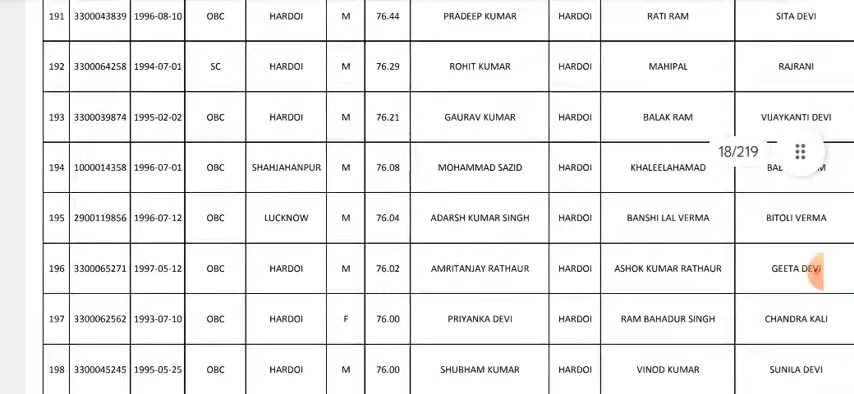 191 3300043839 1996-08-10 OBC HARDOI M 76.44 PRADEEP KUMAR HARDOI RATI RAM SITA DEVI
192 3300064258 1994-07-01 SC HARDOI M 76.29 ROHIT KUMAR HARDOI MAHIPAL RAJRANI
193 3300039874 1995-02-02 OBC HARDOI M 76.21 GAURAV KUMAR HARDOI BALAK RAM VIJAYKANTI DEVI
18/219
194 1000014358 1996-07-01 OBC SHAHJAHANPUR M 76.08 MOHAMMAD SAZID HARDOI KHALEELAHAMAD
195 2900119856 1996-07-12 OBC LUCKNOW M 76.04 ADARSH KUMAR SINGH HARDOI BANSHI LAL VERMA BITOLI VERMA
196 3300065271 1997-05-12 OBC HARDOI M 76.02 AMRITANJAY RATHAUR HARDOI ASHOK KUMAR RATHAUR GEETA DEVI
197 3300062562 1993-07-10 OBC HARDOI F 76.00 PRIYANKA DEVI HARDOI RAM BAHADUR SINGH CHANDRA KALI
198 3300045245 1995-05-25 OBC HARDOI M 76.00 SHUBHAM KUMAR HARDOI VINOD KUMAR SUNILA DEVI